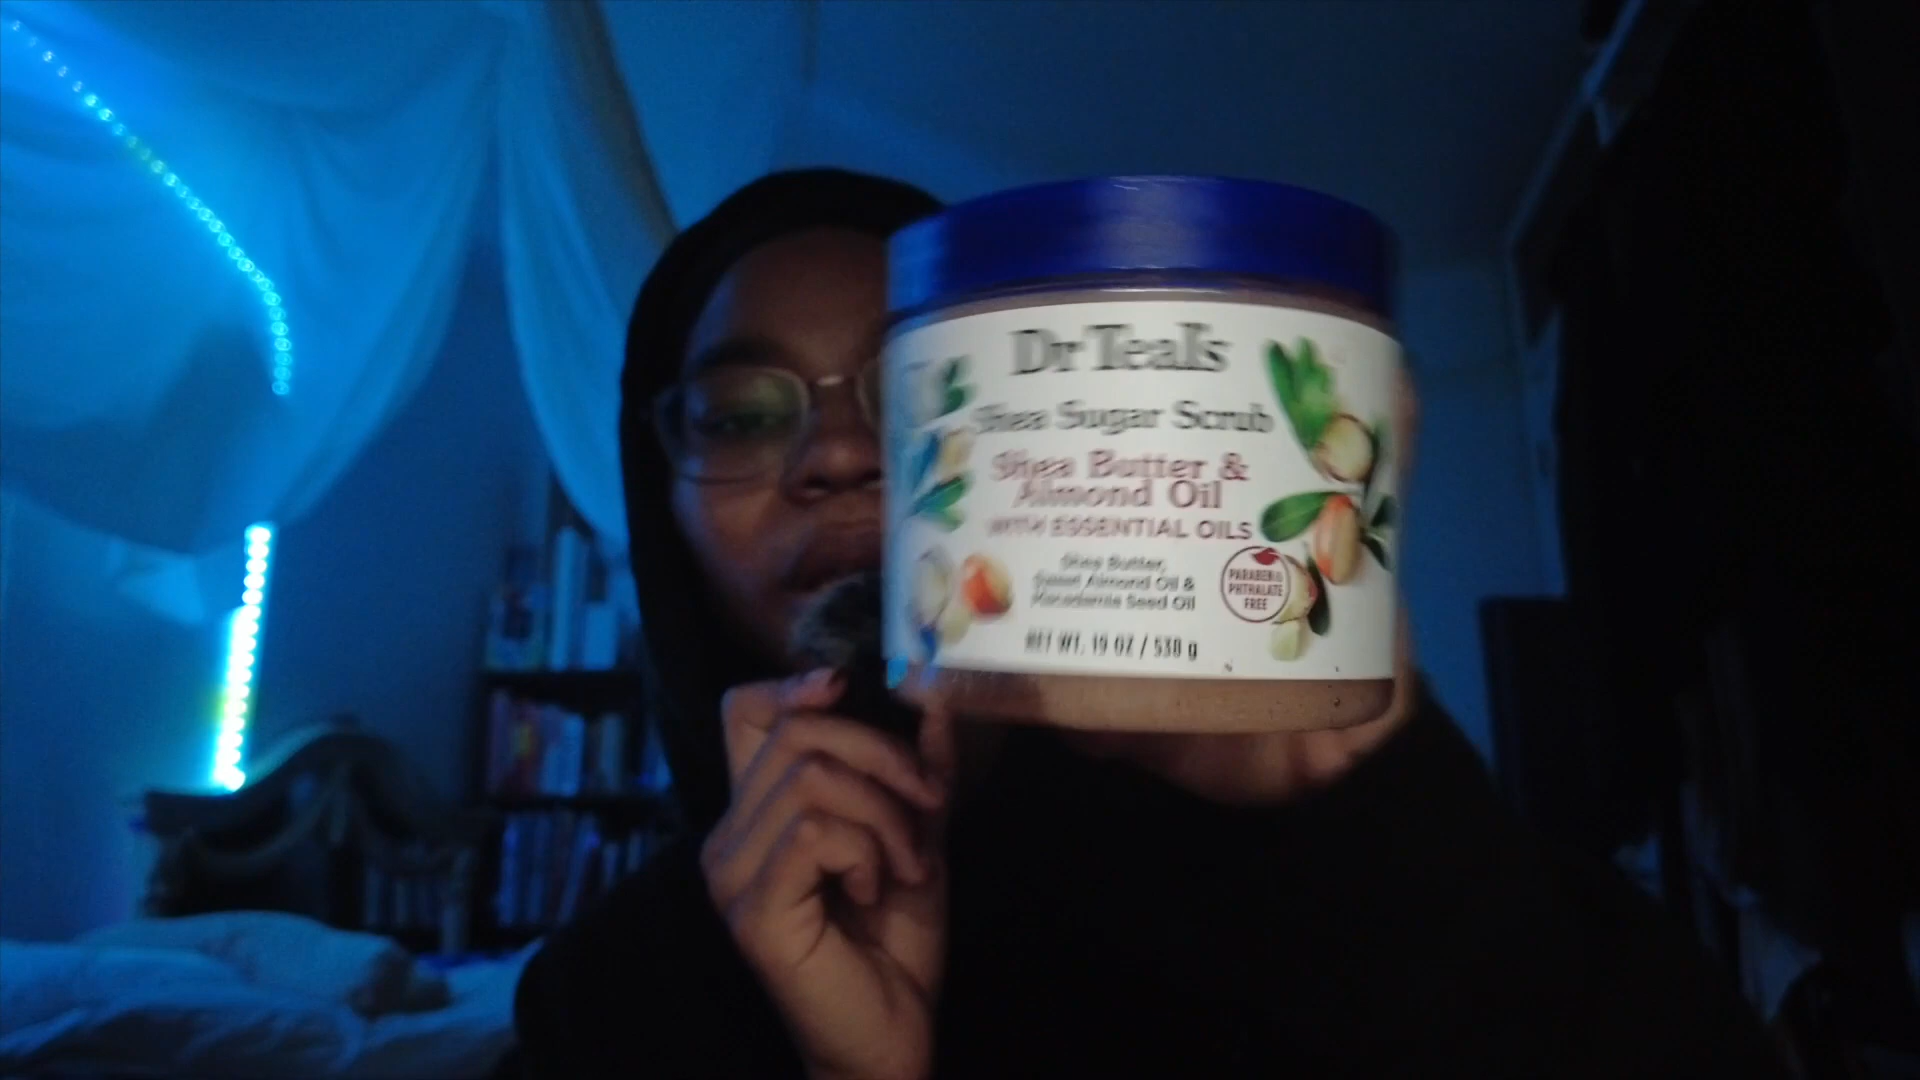 Dr Teal's
Shea Sugar Scrub
Shea Butter &
Almond Oil
WITH ESSENTIAL OILS
Shea Butter,
Sweet Almond Oil &
Macadamia Seed Oil
PARABEN &
PHTHALATE
FREE
NET WT. 19 OZ / 538 g